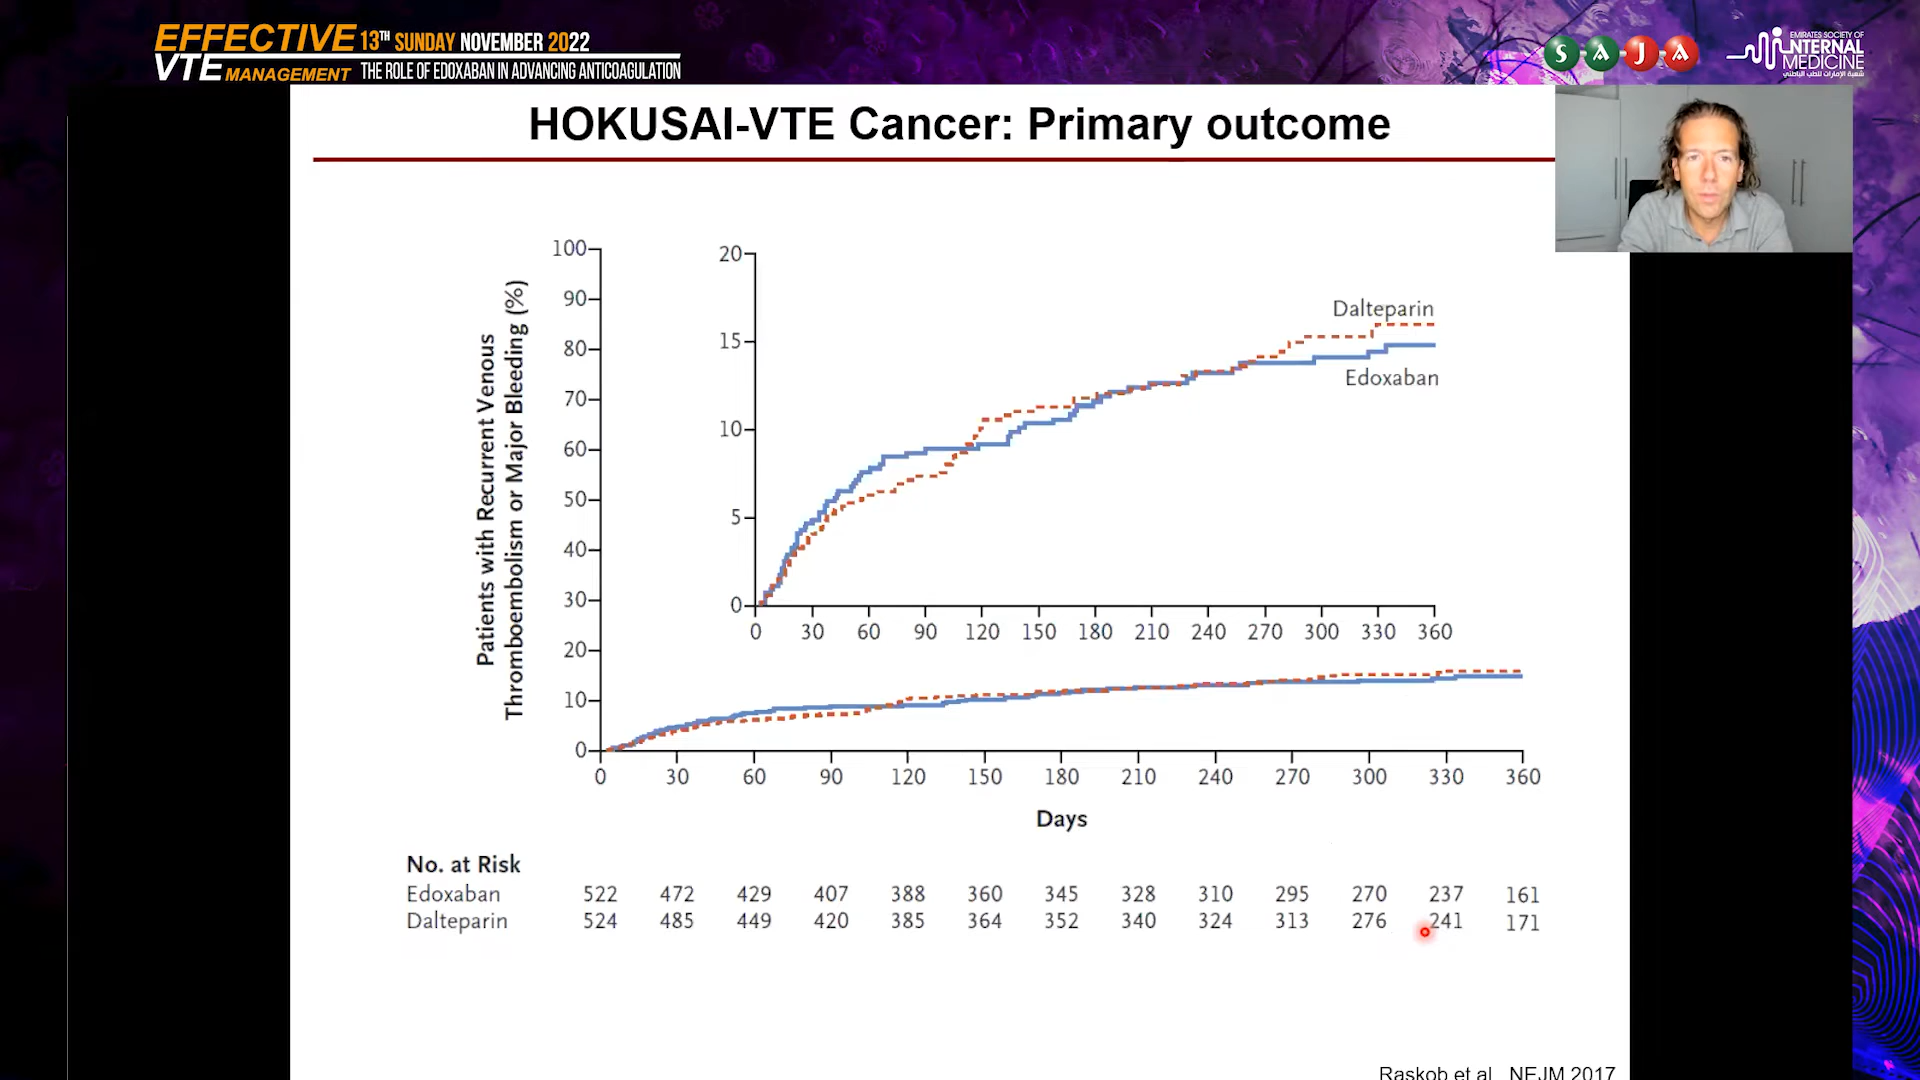 EFFECTIVE 13TH SUNDAY NOVEMBER 2022
VTE MANAGEMENT THE ROLE OF EDOXABAN IN ADVANCING ANTICOAGULATION
S A J A
EMIRATES SOCIETY OF
INTERNAL
MEDICINE
شعبة الإمارات للطب الباطني
HOKUSAI-VTE Cancer: Primary outcome
Patients with Recurrent Venous
Thromboembolism or Major Bleeding (%)
100
90
80
70
60
50
40
30
20
10
0
20
15
10
5
0
Dalteparin
Edoxaban
0 30 60 90 120 150 180 210 240 270 300 330 360
0 30 60 90 120 150 180 210 240 270 300 330 360
Days
No. at Risk
Edoxaban 522 472 429 407 388 360 345 328 310 295 270 237 161
Dalteparin 524 485 449 420 385 364 352 340 324 313 276 241 171
Raskob et al NEJM 2017